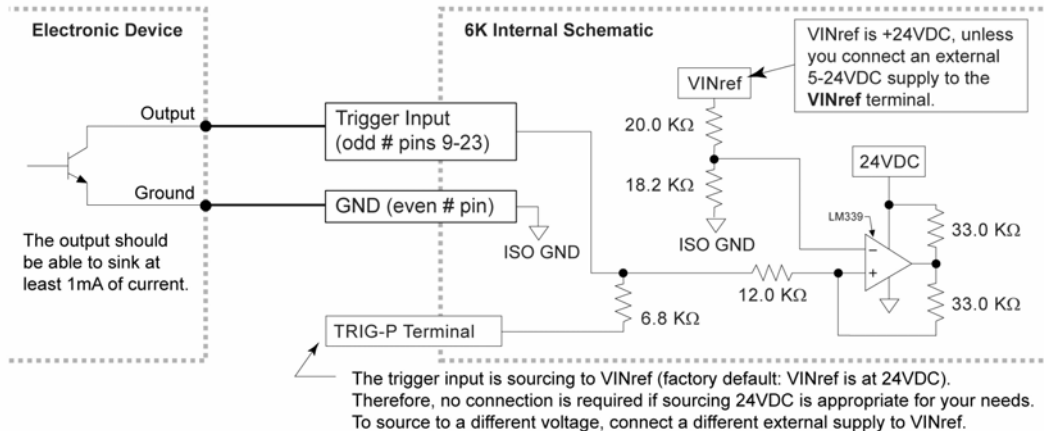 Electronic Device
6K Internal Schematic
VINref is +24VDC, unless
you connect an external
5-24VDC supply to the
VINref terminal.
VINref
Output
Trigger Input
(odd # pins 9-23)
20.0 KΩ
24VDC
18.2 KΩ
Ground
GND (even # pin)
LM339
33.0 KΩ
ISO GND
ISO GND
The output should
be able to sink at
least 1mA of current.
−
+
12.0 KΩ
33.0 KΩ
6.8 KΩ
TRIG-P Terminal
The trigger input is sourcing to VINref (factory default: VINref is at 24VDC).
Therefore, no connection is required if sourcing 24VDC is appropriate for your needs.
To source to a different voltage, connect a different external supply to VINref.